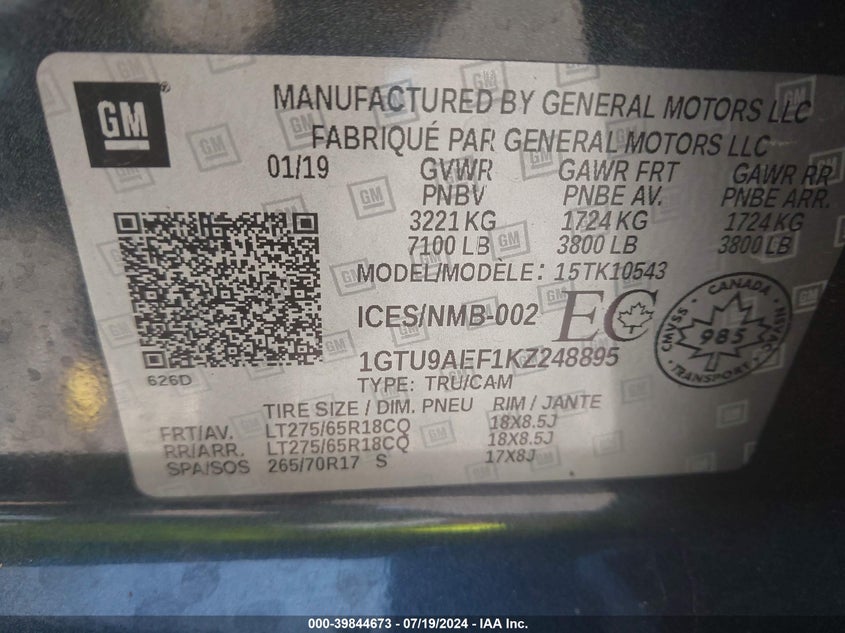 GM
MANUFACTURED BY GENERAL MOTORS LLC
FABRIQUÉ PAR GENERAL MOTORS LLC
01/19 GVWR GAWR FRT GAWR RR
PNBV PNBE AV. PNBE ARR.
3221 KG 1724 KG 1724 KG
7100 LB 3800 LB 3800 LB
MODEL/MODÈLE: 15TK10543
ICES/NMB-002 EC
CANADA
CMVSS NSVAC
985
TRANSPORT
1GTU9AEF1KZ248895
626D TYPE: TRU/CAM
TIRE SIZE / DIM. PNEU RIM / JANTE
FRT/AV. LT275/65R18CQ 18X8.5J
RR/ARR. LT275/65R18CQ 18X8.5J
SPA/SOS 265/70R17 S 17X8J
000-39844673 - 07/19/2024 - IAA Inc.